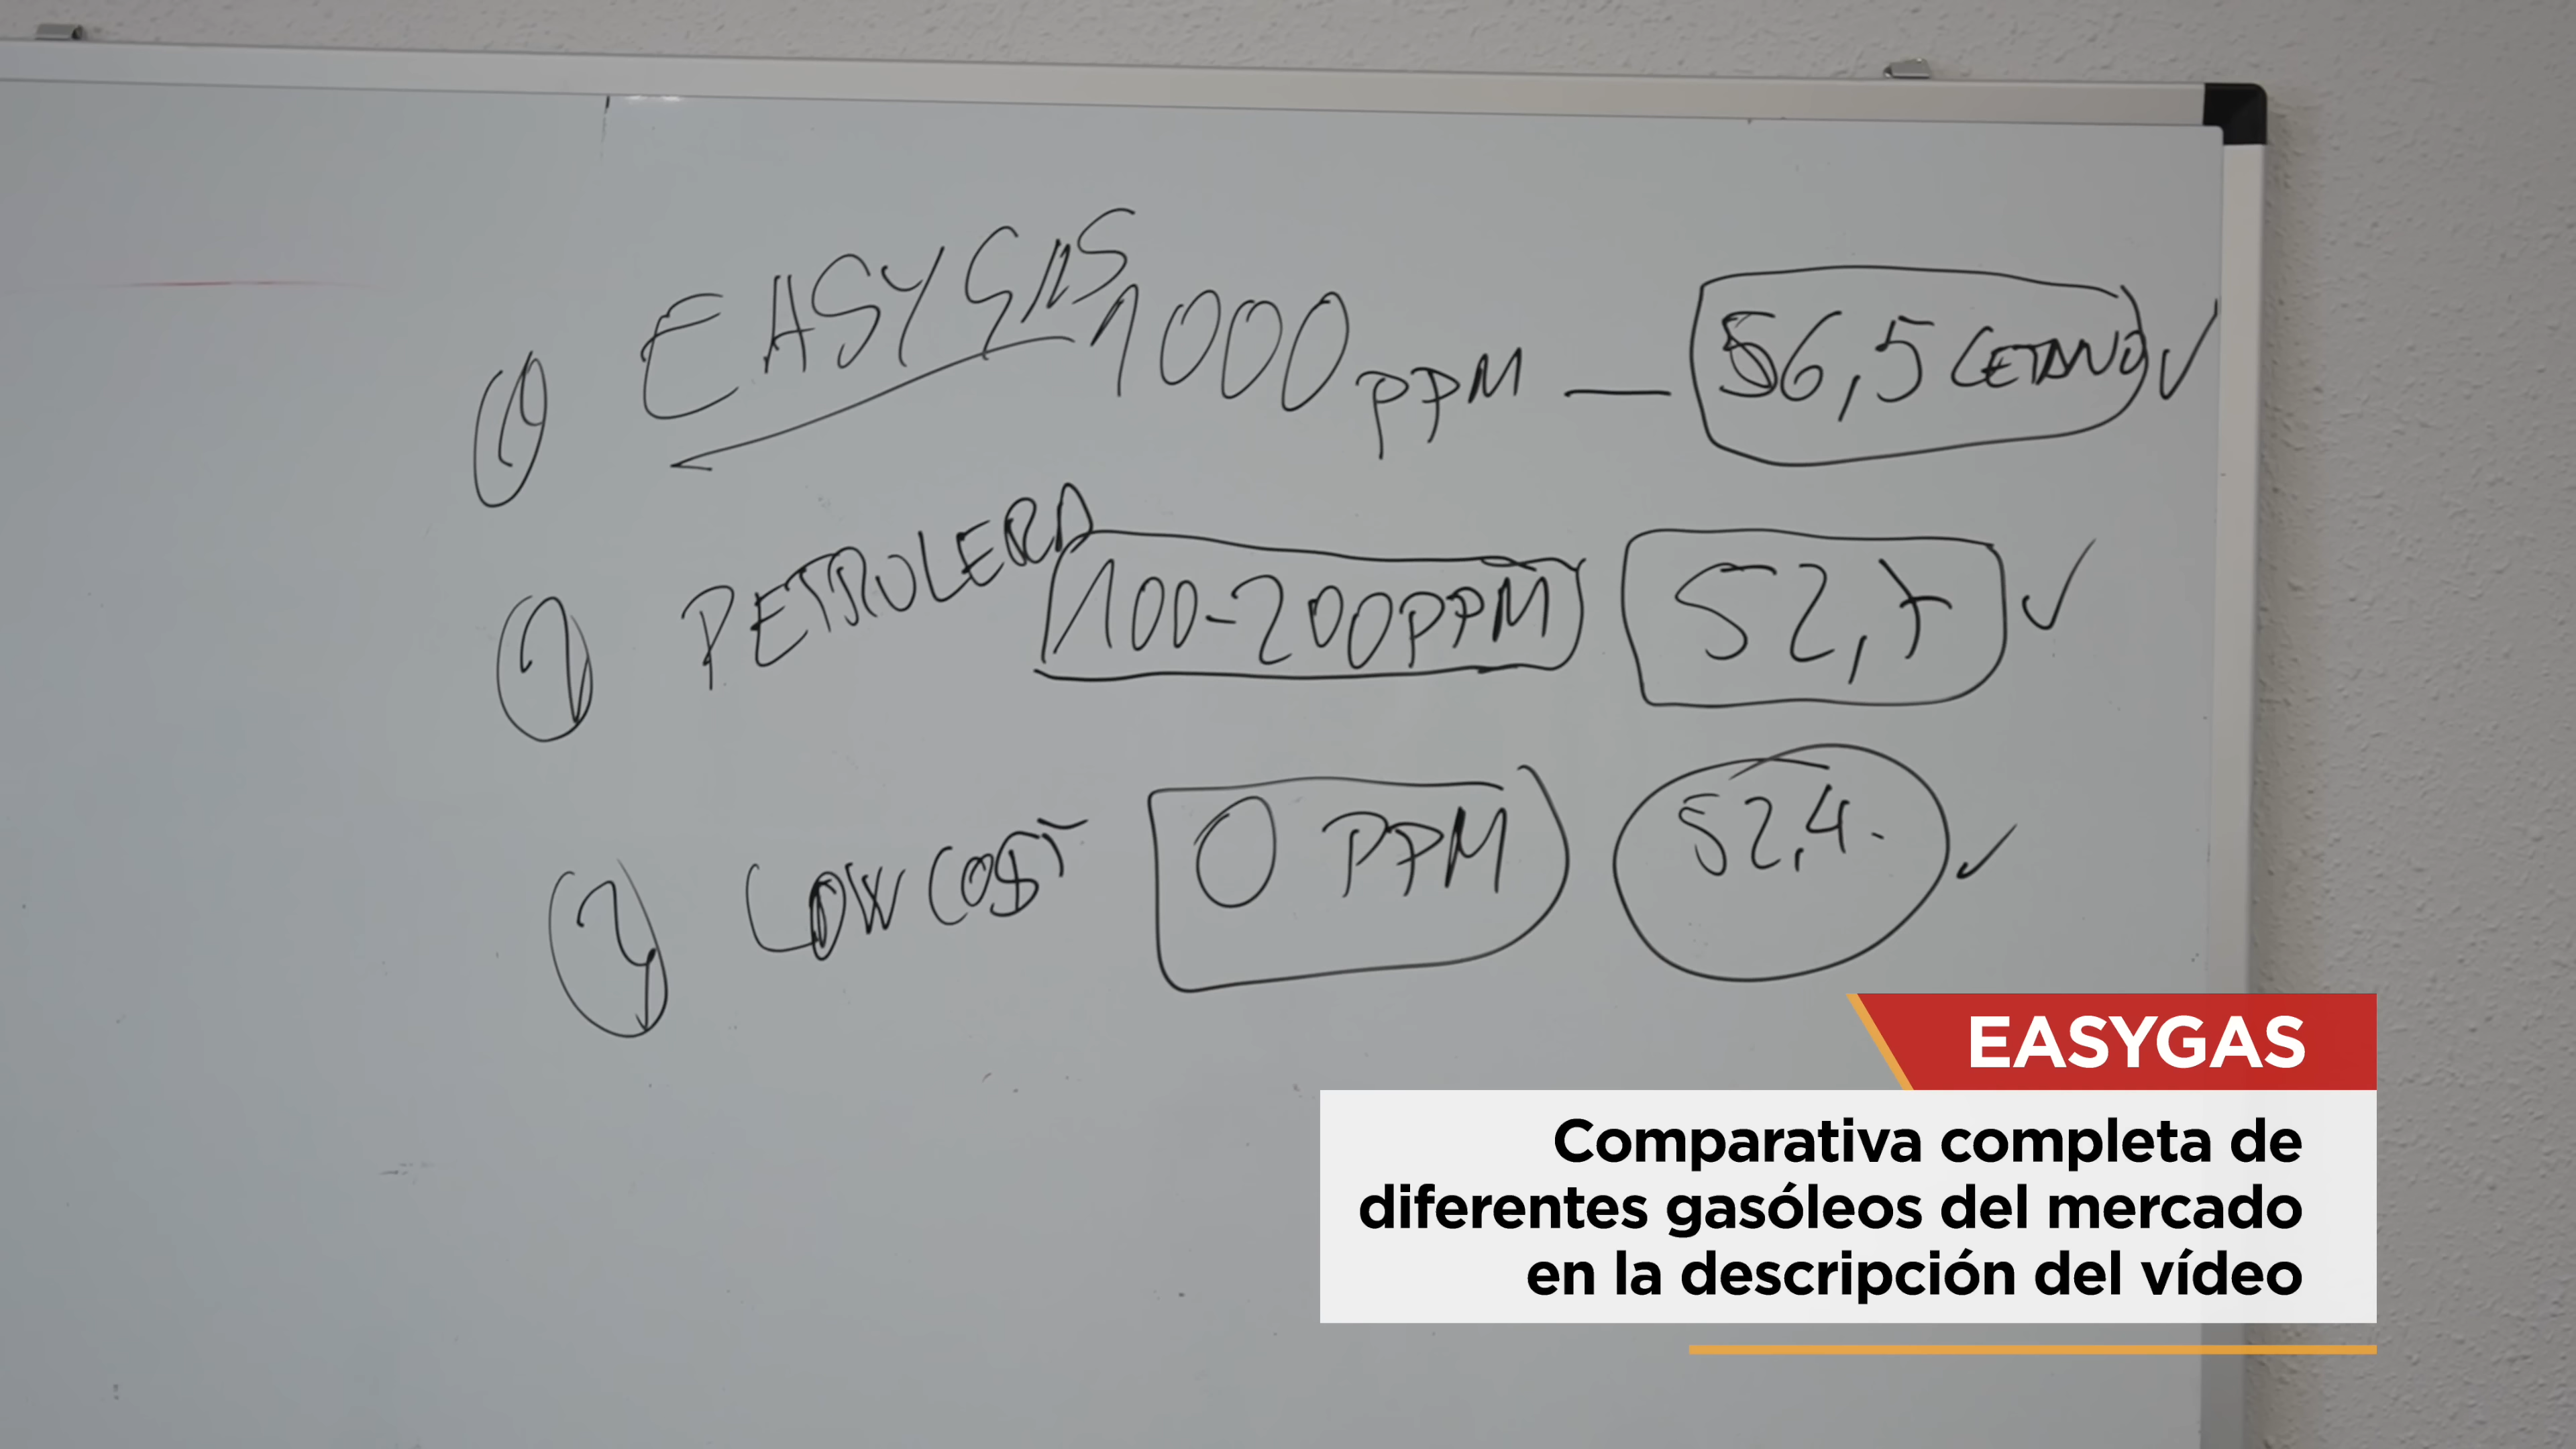 1 EASYGAS 1000 PPM — 56,5 CETANO ✓
2 PETROLERA 100-200PPM 52,7 ✓
3 LOW COST 0 PPM 52,4. ✓
EASYGAS
Comparativa completa de
diferentes gasóleos del mercado
en la descripción del vídeo